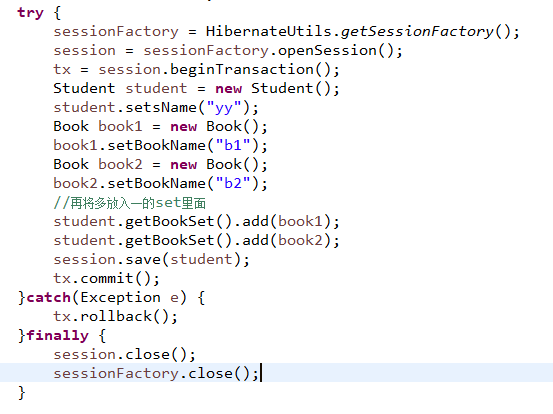 try {
sessionFactory = HibernateUtils.getSessionFactory();
session = sessionFactory.openSession();
tx = session.beginTransaction();
Student student = new Student();
student.setsName("yy");
Book book1 = new Book();
book1.setBookName("b1");
Book book2 = new Book();
book2.setBookName("b2");
//再将多放入一的set里面
student.getBookSet().add(book1);
student.getBookSet().add(book2);
session.save(student);
tx.commit();
}catch(Exception e) {
tx.rollback();
}finally {
session.close();
sessionFactory.close();
}